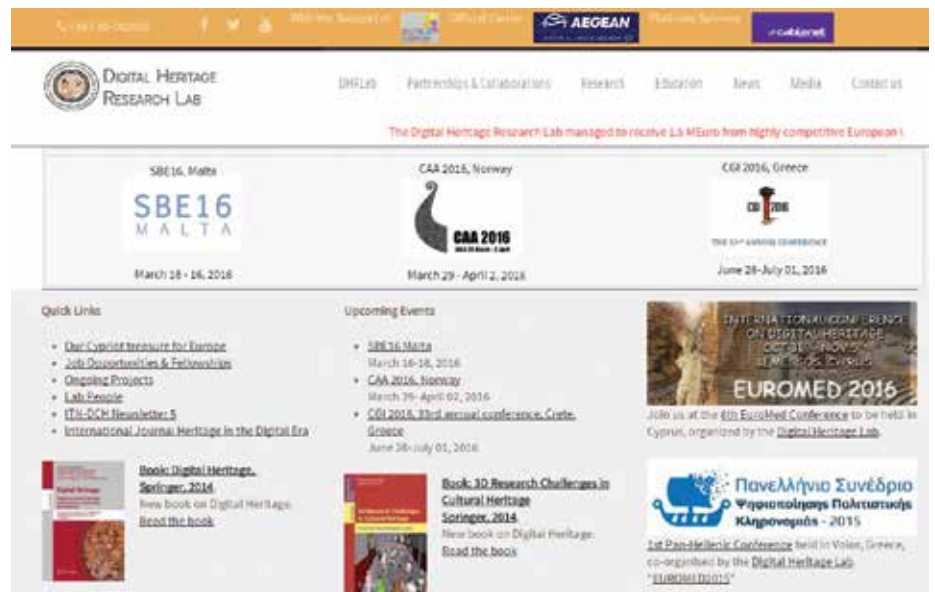 AEGEAN
cablenet
DIGITAL HERITAGE
RESEARCH LAB
DHRLab Partnerships & Collaborations Research Education News Media Contact us
The Digital Heritage Research Lab managed to receive from highly competitive European
SBE16, Malta
SBE16
MALTA
March 18 - 16, 2016
CAA 2016, Norway
CAA 2016
March 29 - April 2, 2016
CGI 2016, Greece
CGI 2016
THE ANNUAL CONFERENCE
June 28-July 01, 2016
Quick Links
Our Cypriot treasure for Europe
Job Opportunities & Fellowships
Ongoing Projects
Lab People
ITN-DCH Newsletter 5
International Journal Heritage in the Digital Era
Book: Digital Heritage,
Springer, 2014
New book on Digital Heritage.
Read the book
Upcoming Events
SBE16 Malta
March 16-18, 2016
CAA 2016, Norway
March 39- April 02, 2016
CGI 2016, 33rd annual conference, Crete,
Greece
June 28- July 01, 2016
Book: 3D Research Challenges in
Cultural Heritage
Springer, 2014
New book on Digital Heritage.
Read the book
INTERNATIONAL CONFERENCE
ON DIGITAL HERITAGE
CYPRUS
EUROMED 2016
Join us at the 6th EuroMed Conference to be held in
Cyprus, organized by the Digital Heritage Lab.
Πανελλήνιο Συνέδριο
Ψηφιοποίησης Πολιτιστικής
Κληρονομιάς - 2015
1st Pan-Hellenic Conference held in Volos, Greece,
co-organised by the Digital Heritage Lab
"EUROMED2015"